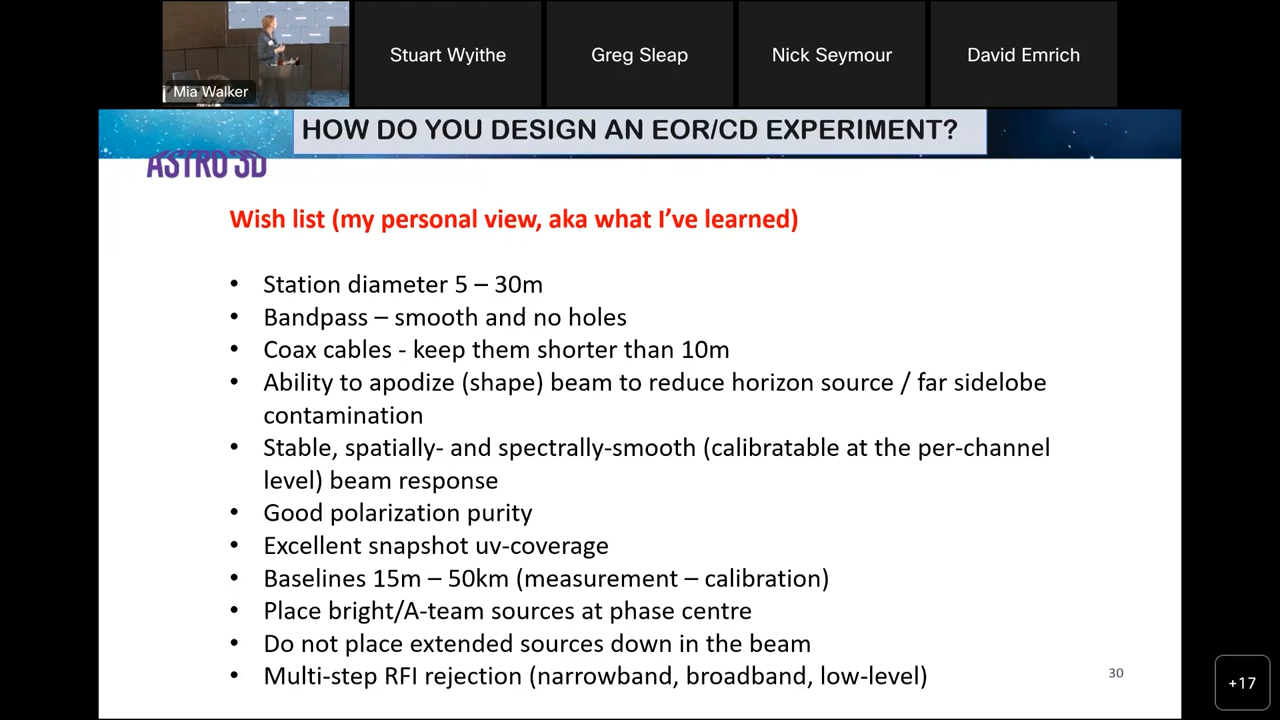 Mia Walker
Stuart Wyithe
Greg Sleap
Nick Seymour
David Emrich
HOW DO YOU DESIGN AN EOR/CD EXPERIMENT?
ASTRO 3D
Wish list (my personal view, aka what I've learned)
• Station diameter 5 – 30m
• Bandpass – smooth and no holes
• Coax cables - keep them shorter than 10m
• Ability to apodize (shape) beam to reduce horizon source / far sidelobe
contamination
• Stable, spatially- and spectrally-smooth (calibratable at the per-channel
level) beam response
• Good polarization purity
• Excellent snapshot uv-coverage
• Baselines 15m – 50km (measurement – calibration)
• Place bright/A-team sources at phase centre
• Do not place extended sources down in the beam
• Multi-step RFI rejection (narrowband, broadband, low-level)
30
+17